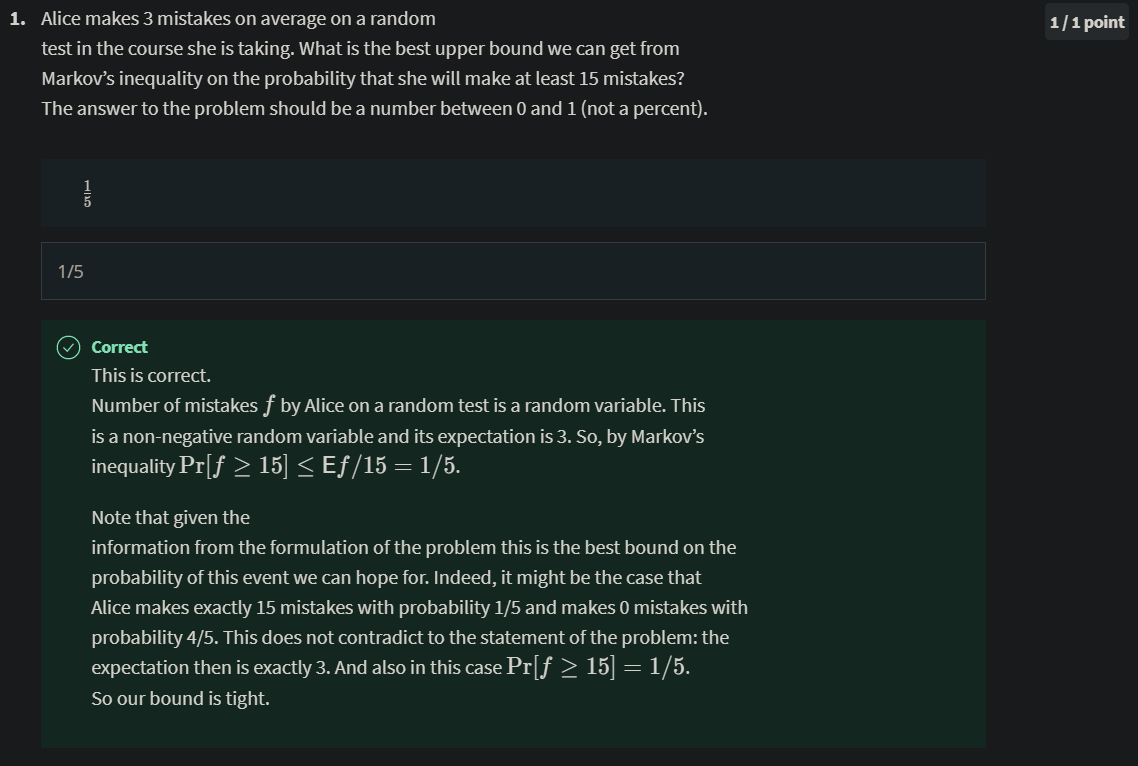 1. Alice makes 3 mistakes on average on a random
1 / 1 point
test in the course she is taking. What is the best upper bound we can get from
Markov’s inequality on the probability that she will make at least 15 mistakes?
The answer to the problem should be a number between 0 and 1 (not a percent).
1/5
1/5
Correct
This is correct.
Number of mistakes f by Alice on a random test is a random variable. This
is a non-negative random variable and its expectation is 3. So, by Markov’s
inequality Pr[f ≥ 15] ≤ Ef/15 = 1/5.
Note that given the
information from the formulation of the problem this is the best bound on the
probability of this event we can hope for. Indeed, it might be the case that
Alice makes exactly 15 mistakes with probability 1/5 and makes 0 mistakes with
probability 4/5. This does not contradict to the statement of the problem: the
expectation then is exactly 3. And also in this case Pr[f ≥ 15] = 1/5.
So our bound is tight.